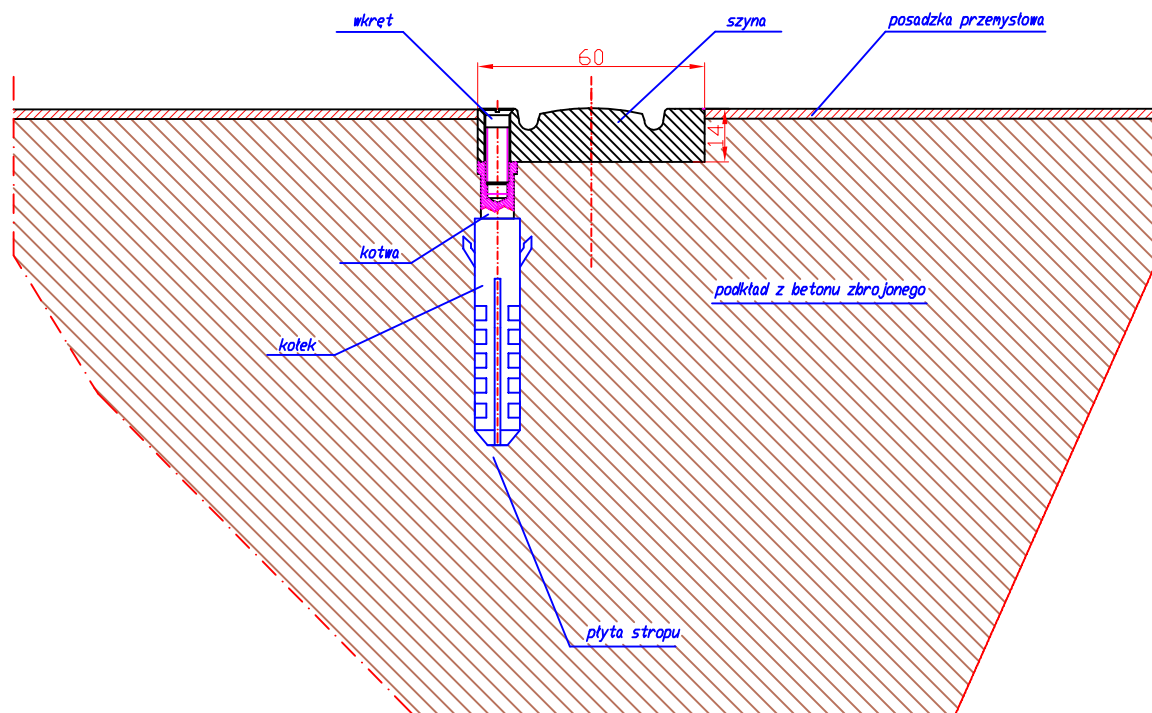 wkręt
szyna
posadzka przemysłowa
60
14
kotwa
podkład z betonu zbrojonego
kołek
płyta stropu